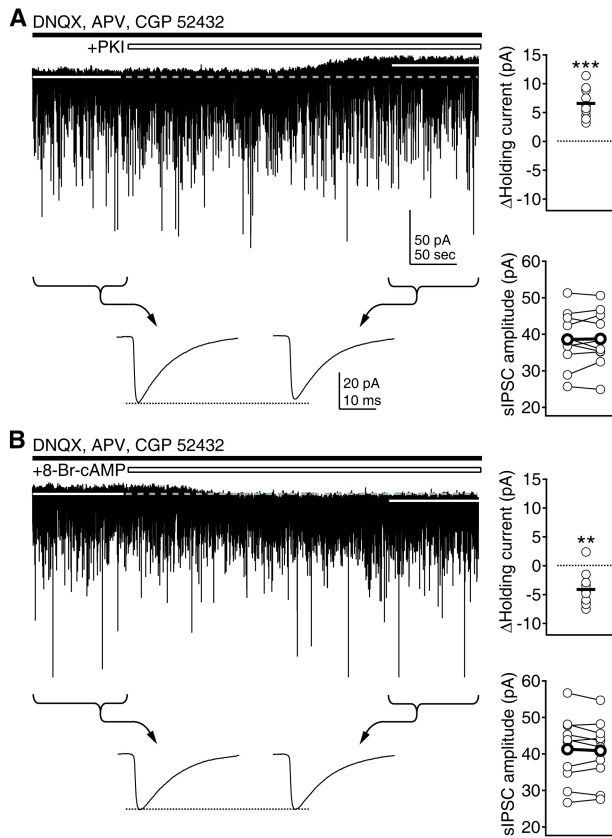 A
DNQX, APV, CGP 52432
+PKI
50 pA
50 sec
20 pA
10 ms
ΔHolding current (pA)
15
10
5
0
-5
-10
***
sIPSC amplitude (pA)
60
50
40
30
20
B
DNQX, APV, CGP 52432
+8-Br-cAMP
ΔHolding current (pA)
15
10
5
0
-5
-10
**
sIPSC amplitude (pA)
60
50
40
30
20